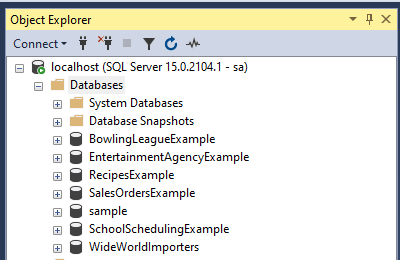 Object Explorer
Connect
localhost (SQL Server 15.0.2104.1 - sa)
Databases
System Databases
Database Snapshots
BowlingLeagueExample
EntertainmentAgencyExample
RecipesExample
SalesOrdersExample
sample
SchoolSchedulingExample
WideWorldImporters